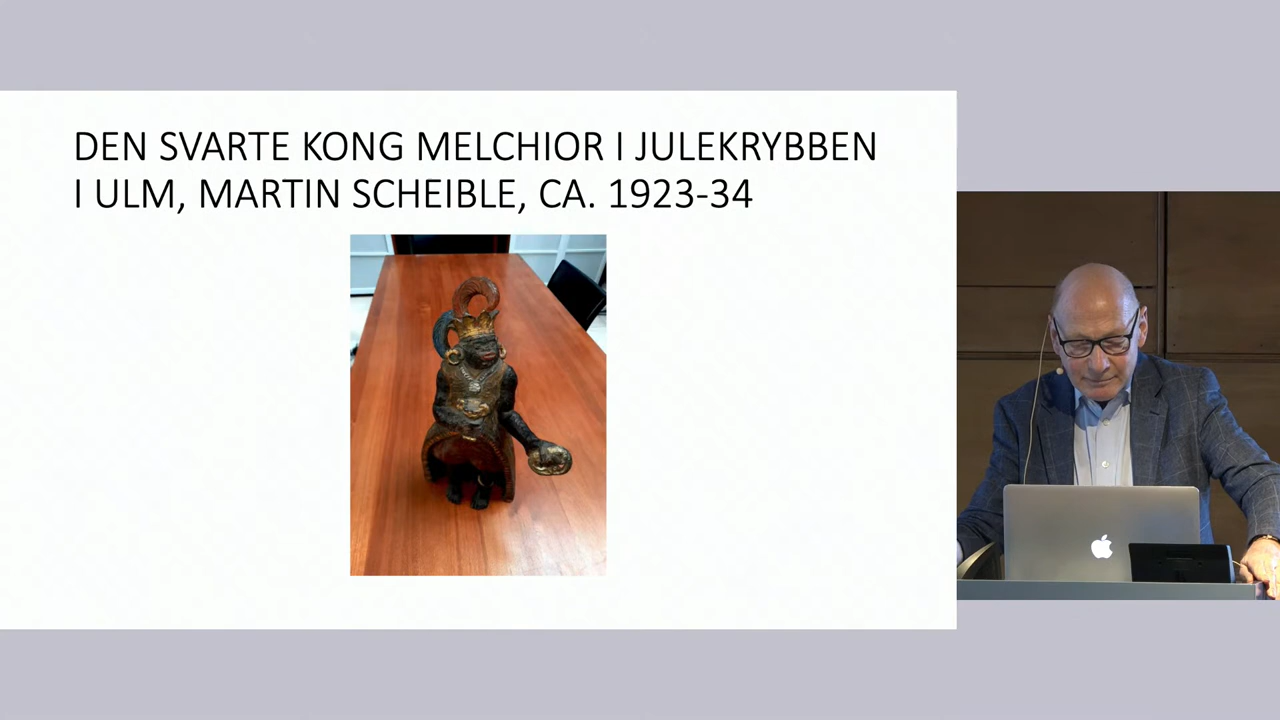 DEN SVARTE KONG MELCHIOR I JULEKRYBBEN
I ULM, MARTIN SCHEIBLE, CA. 1923-34